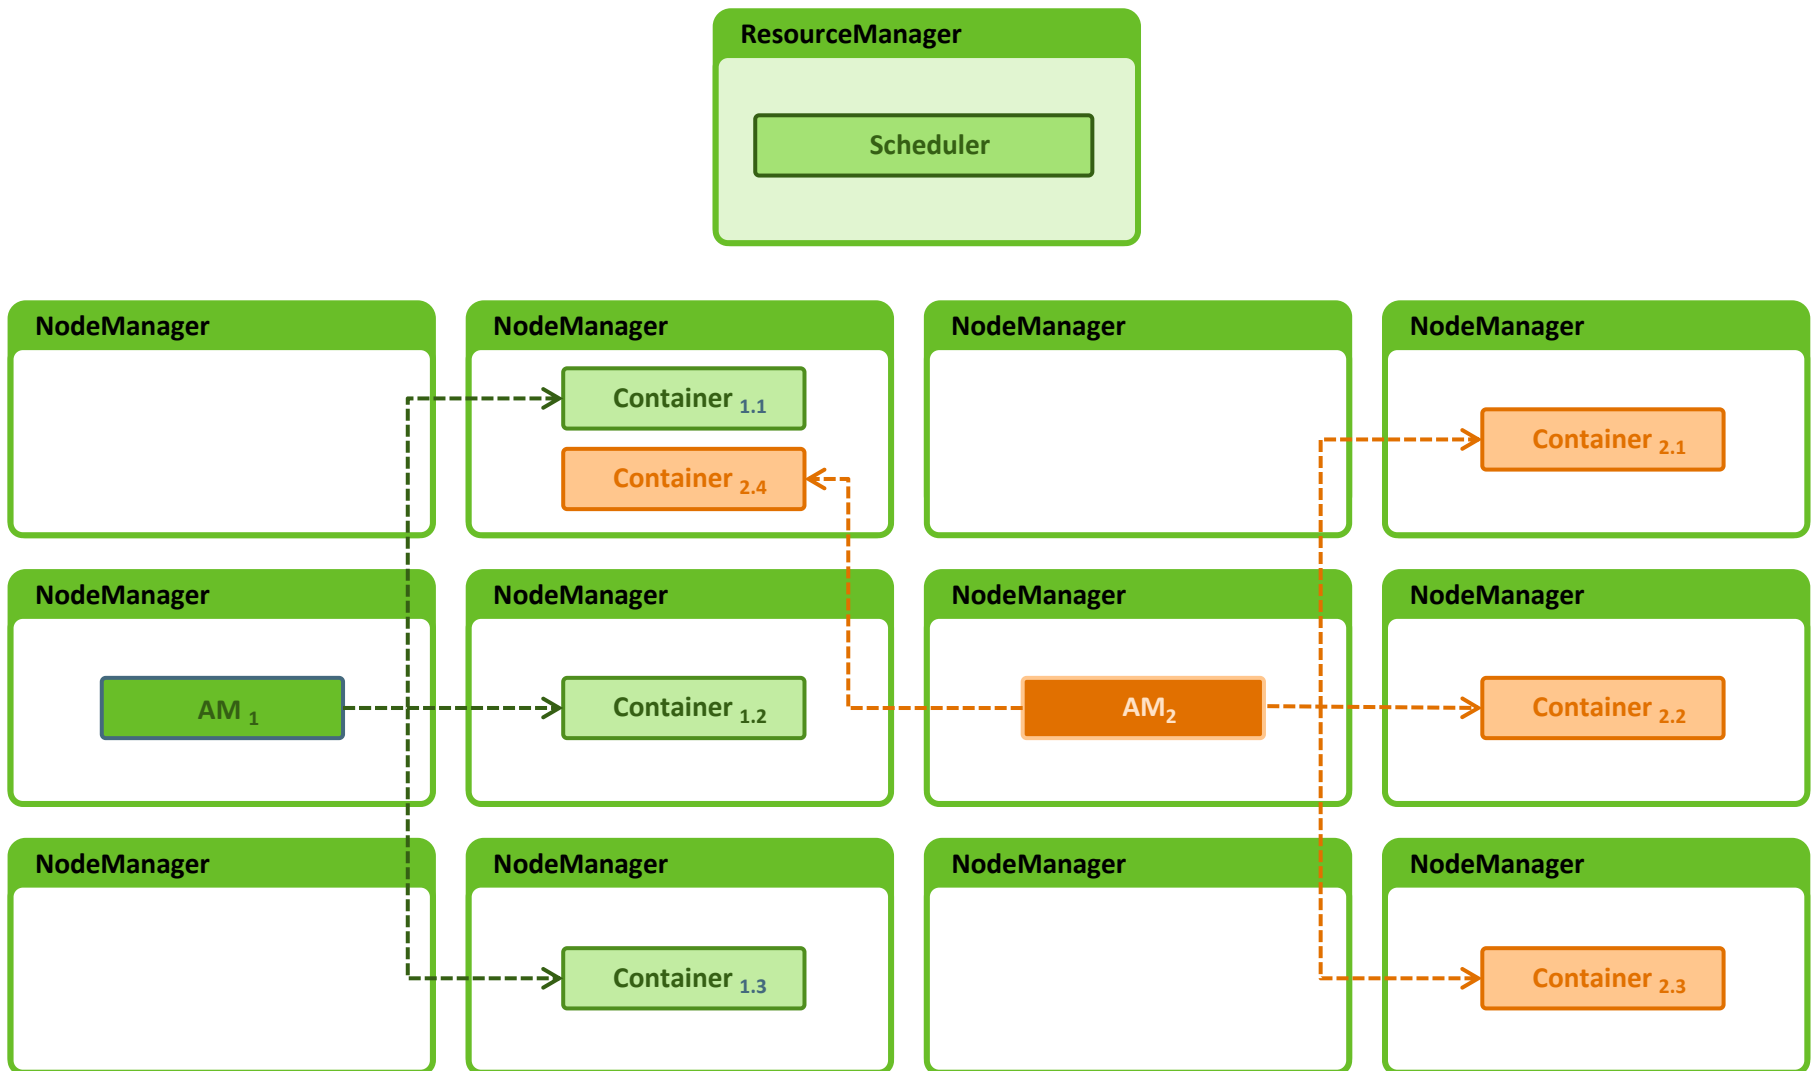 ResourceManager
Scheduler
NodeManager
NodeManager
NodeManager
NodeManager
Container 1.1
Container 2.4
Container 2.1
NodeManager
NodeManager
NodeManager
NodeManager
AM 1
Container 1.2
AM2
Container 2.2
NodeManager
NodeManager
NodeManager
NodeManager
Container 1.3
Container 2.3